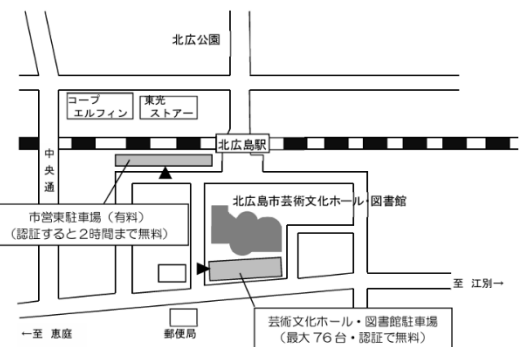 北広公園
コープ
エルフィン
東光
ストアー
北広島駅
中央通
北広島市芸術文化ホール・図書館
市営東駐車場（有料）
（認証すると2時間まで無料）
至 江別→
芸術文化ホール・図書館駐車場
（最大76台・認証で無料）
←至 恵庭
郵便局